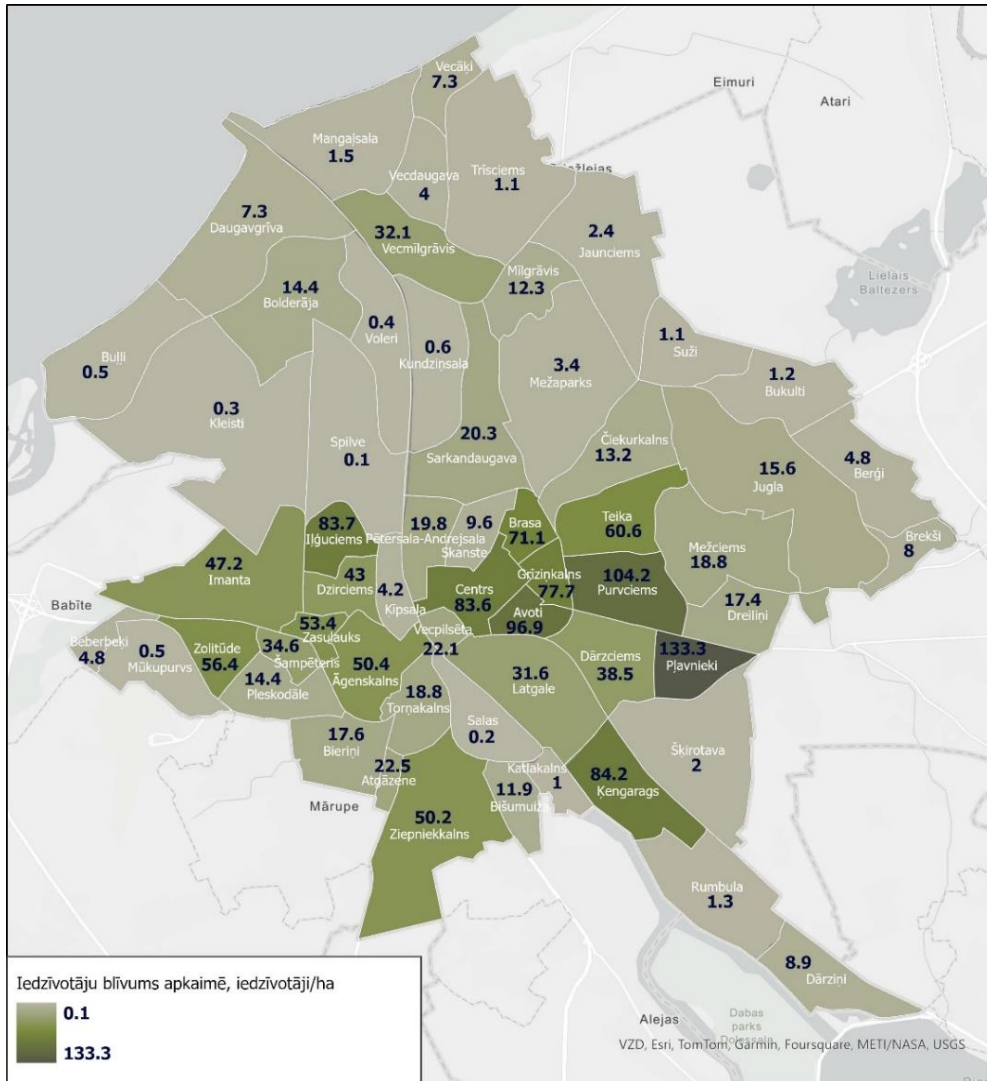 Vecāķi
7.3
Eimuri
Atari
Mangaļsala
1.5
Vecdaugava
4
Trīsciems
1.1
7.3
Daugavgrīva
32.1
Vecmīlgrāvis
2.4
Jaunciems
Mīlgrāvis
12.3
14.4
Bolderāja
Lielais
Baltezers
0.4
Voleri
0.6
Kundziņsala
1.1
Suži
Buļļi
0.5
3.4
Mežaparks
1.2
Bukulti
0.3
Kleisti
20.3
Sarkandaugava
Čiekurkalns
13.2
Spilve
0.1
15.6
Jugla
4.8
Berģi
83.7
Iļģuciems
19.8
Pētersala-Andrejsala
9.6
Skanste
Brasa
71.1
Teika
60.6
Mežciems
18.8
Brekši
8
47.2
Imanta
43
Dzirciems
4.2
Ķīpsala
Centrs
83.6
Grīziņkalns
77.7
104.2
Purvciems
17.4
Dreiliņi
Babīte
Avoti
96.9
53.4
Zasulauks
Vecpilsēta
22.1
Beberbeķi
4.8
0.5
Mūkupurvs
Zolitūde
56.4
34.6
Šampēteris
14.4
Pleskodāle
50.4
Āgenskalns
31.6
Latgale
Dārzciems
38.5
133.3
Pļavnieki
18.8
Torņakalns
Salas
0.2
17.6
Bieriņi
22.5
Atgāzene
Šķirotava
2
Katlakalns
1
84.2
Ķengarags
11.9
Bišumuiža
Mārupe
50.2
Ziepniekkalns
Rumbula
1.3
8.9
Dārziņi
Iedzīvotāju blīvums apkaimē, iedzīvotāji/ha
0.1
133.3
Alejas
Dabas
parks
VZD, Esri, TomTom, Garmin, Foursquare, METI/NASA, USGS